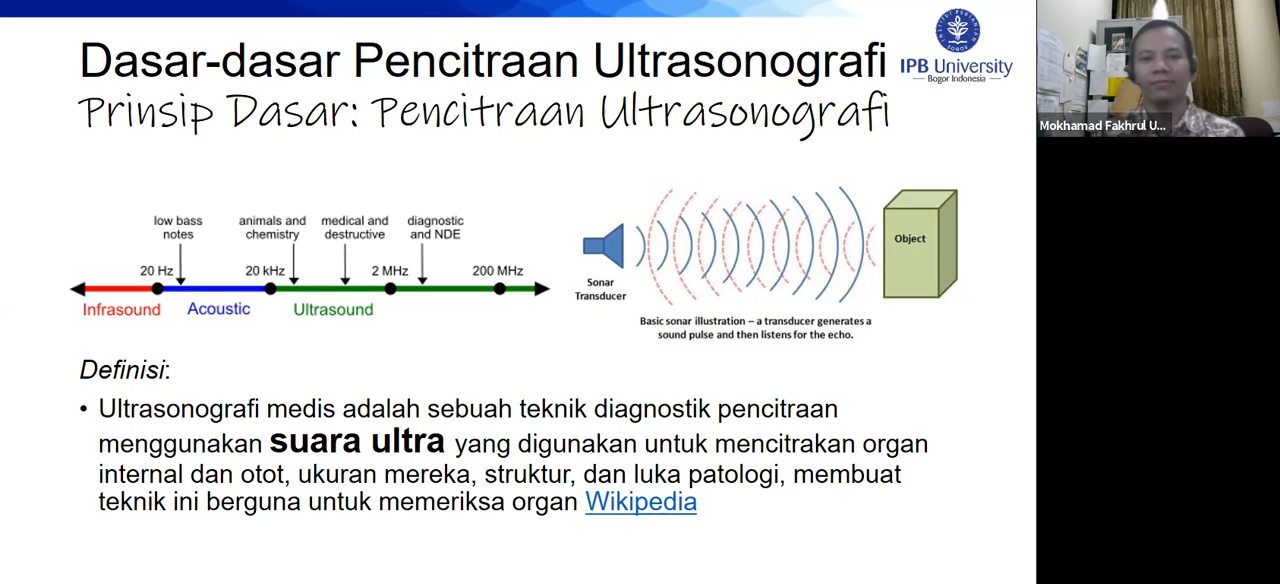 Dasar-dasar Pencitraan Ultrasonografi
Prinsip Dasar: Pencitraan Ultrasonografi
IPB University
Bogor Indonesia
INSTITUT PERTANIAN
BOGOR
Mokhamad Fakhrul U...
low bass
notes
animals and
chemistry
medical and
destructive
diagnostic
and NDE
20 Hz
20 kHz
2 MHz
200 MHz
Infrasound
Acoustic
Ultrasound
Sonar
Transducer
Object
Basic sonar illustration – a transducer generates a
sound pulse and then listens for the echo.
Definisi:
• Ultrasonografi medis adalah sebuah teknik diagnostik pencitraan
menggunakan suara ultra yang digunakan untuk mencitrakan organ
internal dan otot, ukuran mereka, struktur, dan luka patologi, membuat
teknik ini berguna untuk memeriksa organ Wikipedia